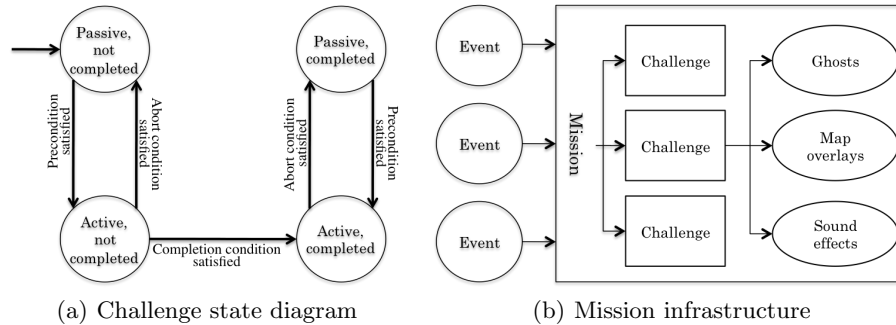 Passive,
not
completed
Passive,
completed
Precondition
satisfied
Abort condition
satisfied
Abort condition
satisfied
Precondition
satisfied
Active,
not
completed
Active,
completed
Completion condition
satisfied
(a) Challenge state diagram
Event
Event
Event
Mission
Challenge
Challenge
Challenge
Ghosts
Map
overlays
Sound
effects
(b) Mission infrastructure